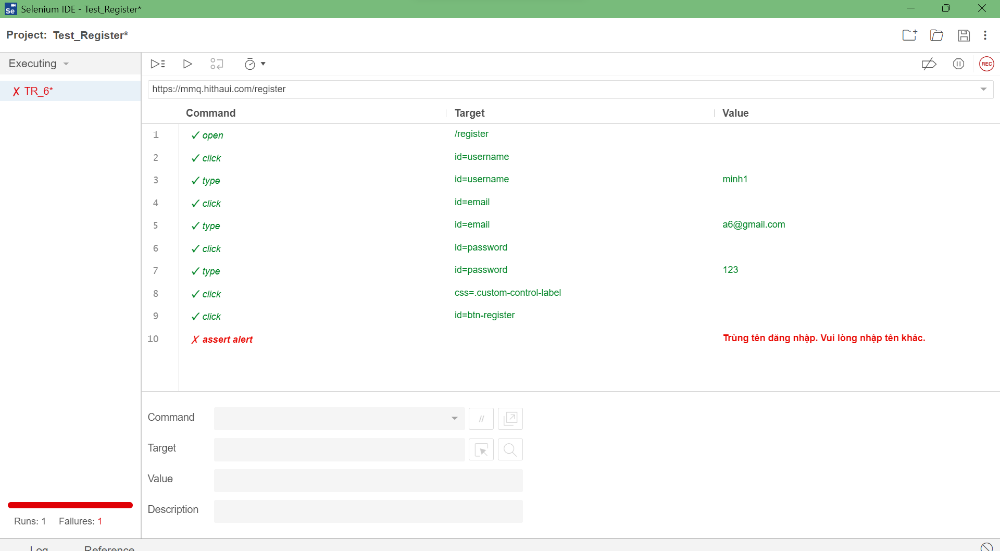 Selenium IDE - Test_Register*
Project: Test_Register*
Executing
REC
✗ TR_6*
https://mmq.hithaui.com/register
Command Target Value
1 ✓ open /register
2 ✓ click id=username
3 ✓ type id=username minh1
4 ✓ click id=email
5 ✓ type id=email a6@gmail.com
6 ✓ click id=password
7 ✓ type id=password 123
8 ✓ click css=.custom-control-label
9 ✓ click id=btn-register
10 ✗ assert alert Trùng tên đăng nhập. Vui lòng nhập tên khác.
Command //
Target
Value
Description
Runs: 1 Failures: 1
Log Reference